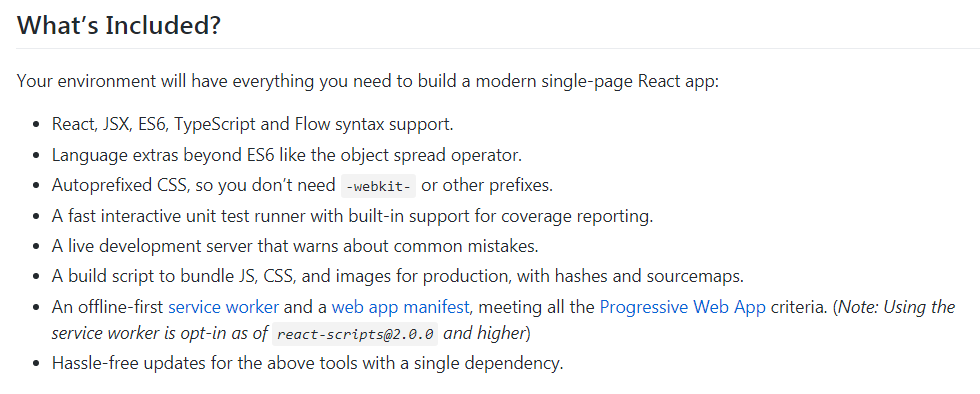 What’s Included?
Your environment will have everything you need to build a modern single-page React app:
• React, JSX, ES6, TypeScript and Flow syntax support.
• Language extras beyond ES6 like the object spread operator.
• Autoprefixed CSS, so you don’t need -webkit- or other prefixes.
• A fast interactive unit test runner with built-in support for coverage reporting.
• A live development server that warns about common mistakes.
• A build script to bundle JS, CSS, and images for production, with hashes and sourcemaps.
• An offline-first service worker and a web app manifest, meeting all the Progressive Web App criteria. (Note: Using the
service worker is opt-in as of react-scripts@2.0.0 and higher)
• Hassle-free updates for the above tools with a single dependency.